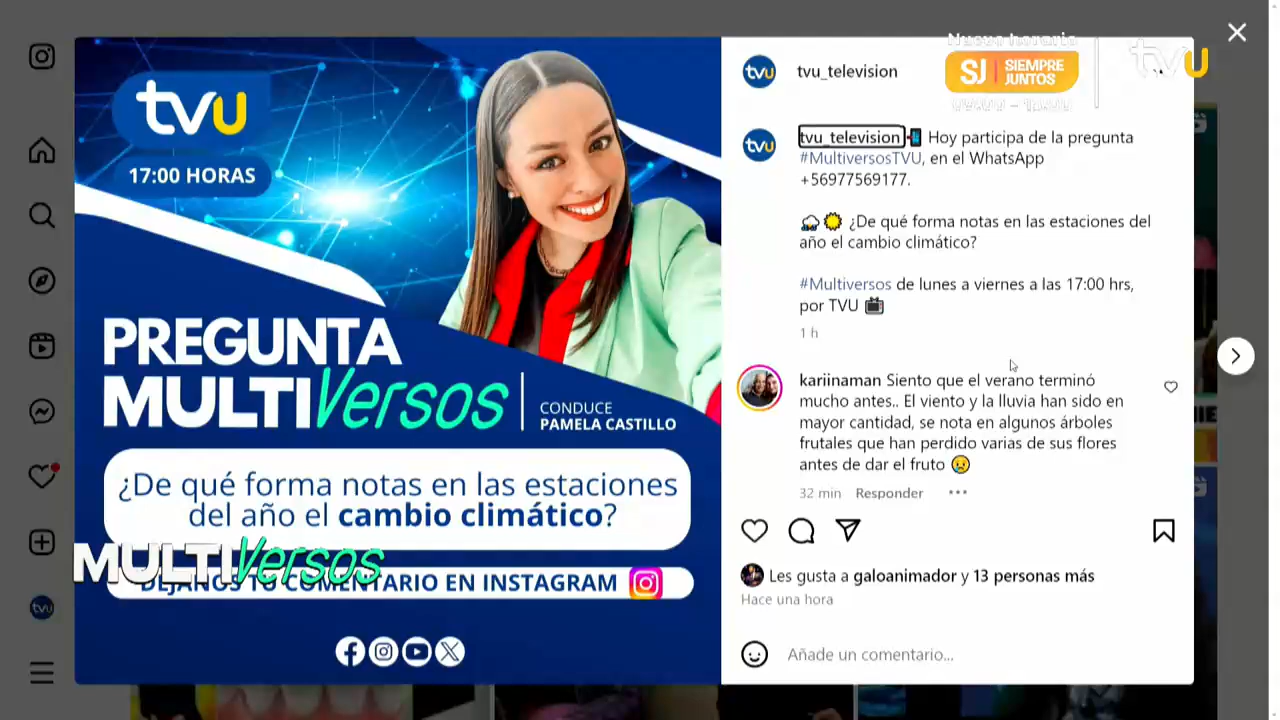 tvu
17:00 HORAS
PREGUNTA
MULTIVersos
CONDUCE
PAMELA CASTILLO
¿De qué forma notas en las estaciones
del año el cambio climático?
MULTIVersos
DÉJANOS TU COMENTARIO EN INSTAGRAM
tvu
tvu_television
Nuevo horario
SJ SIEMPRE
JUNTOS
tvu
tvu
tvu_television Hoy participa de la pregunta
#MultiversosTVU, en el WhatsApp
+56977569177.
¿De qué forma notas en las estaciones del
año el cambio climático?
#Multiversos de lunes a viernes a las 17:00 hrs,
por TVU
1 h
kariinaman Siento que el verano terminó
mucho antes.. El viento y la lluvia han sido en
mayor cantidad, se nota en algunos árboles
frutales que han perdido varias de sus flores
antes de dar el fruto
32 min Responder
Les gusta a galoanimador y 13 personas más
Hace una hora
Añade un comentario...
tvu